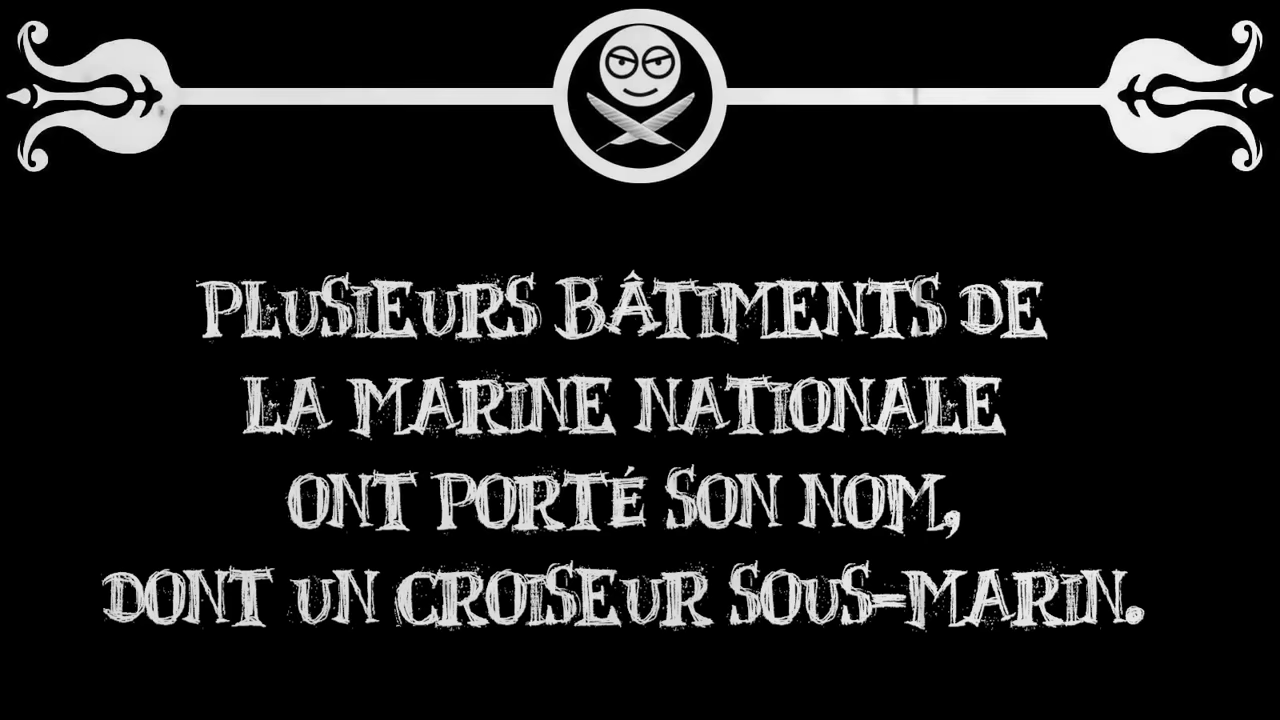 PLUSIEURS BÂTIMENTS DE
LA MARINE NATIONALE
ONT PORTÉ SON NOM,
DONT UN CROISEUR SOUS-MARIN.